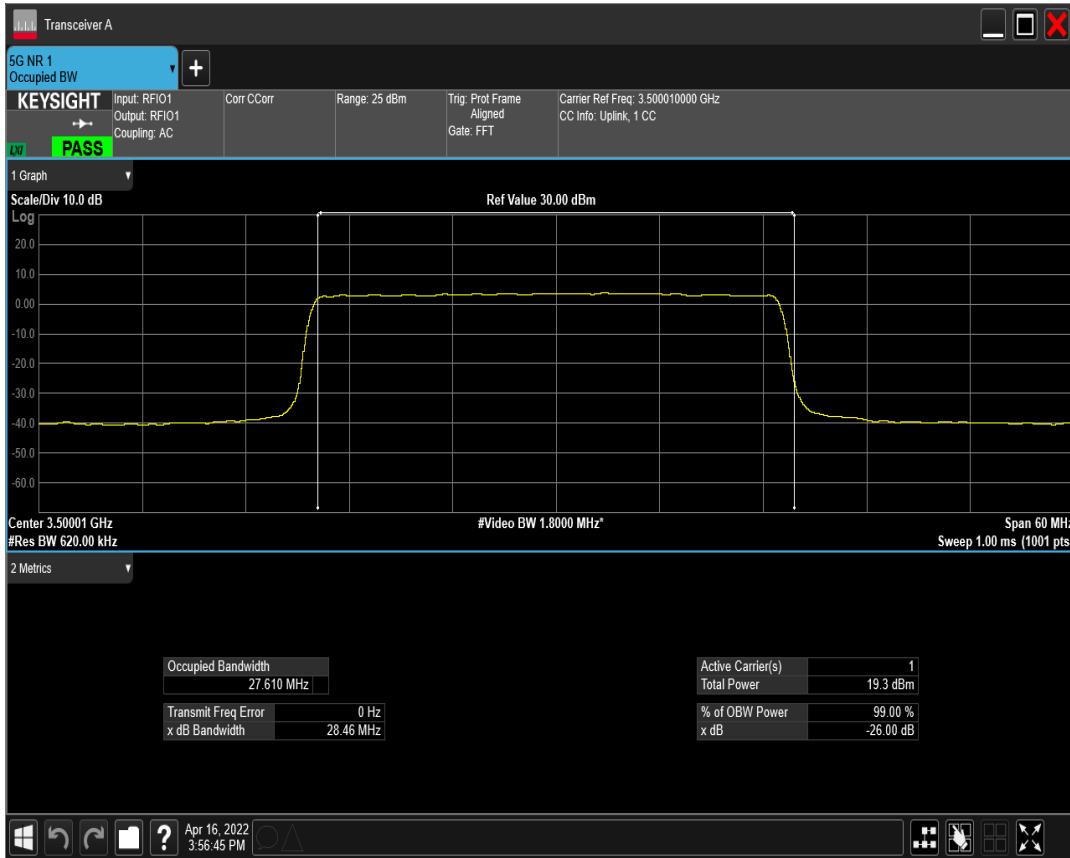 Transceiver A
5G NR 1
Occupied BW
KEYSIGHT
LXI
PASS
Input: RFIO1
Output: RFIO1
Coupling: AC
Corr CCorr
Range: 25 dBm
Trig: Prot Frame
Aligned
Gate: FFT
Carrier Ref Freq: 3.500010000 GHz
CC Info: Uplink, 1 CC
1 Graph
Scale/Div 10.0 dB
Ref Value 30.00 dBm
Log
20.0
10.0
0.00
-10.0
-20.0
-30.0
-40.0
-50.0
-60.0
Center 3.50001 GHz
#Video BW 1.8000 MHz*
Span 60 MHz
#Res BW 620.00 kHz
Sweep 1.00 ms (1001 pts
2 Metrics
Occupied Bandwidth
27.610 MHz
Transmit Freq Error 0 Hz
x dB Bandwidth 28.46 MHz
Active Carrier(s) 1
Total Power 19.3 dBm
% of OBW Power 99.00 %
x dB -26.00 dB
?
Apr 16, 2022
3:56:45 PM